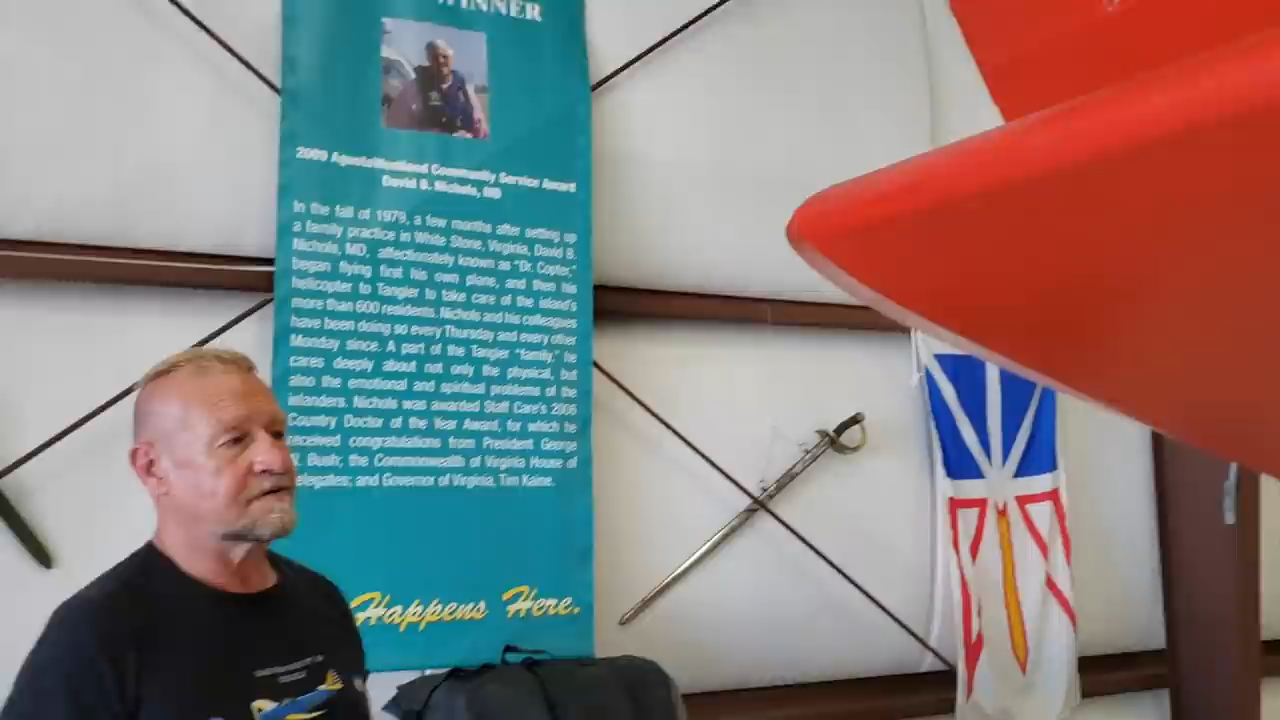 WINNER
2009 AgustaWestland Community Service Award
David B. Nichols, MD
In the fall of 1979, a few months after setting up
a family practice in White Stone, Virginia, David B.
Nichols, MD, affectionately known as "Dr. Copter,"
began flying first his own plane, and then his
helicopter to Tangier to take care of the island's
more than 600 residents. Nichols and his colleagues
have been doing so every Thursday and every other
Monday since. A part of the Tangier "family," he
cares deeply about not only the physical, but
also the emotional and spiritual problems of the
islanders. Nichols was awarded Staff Care's 2006
Country Doctor of the Year Award, for which he
received congratulations from President George
W. Bush; the Commonwealth of Virginia House of
elegates; and Governor of Virginia, Tim Kaine.
Happens Here.